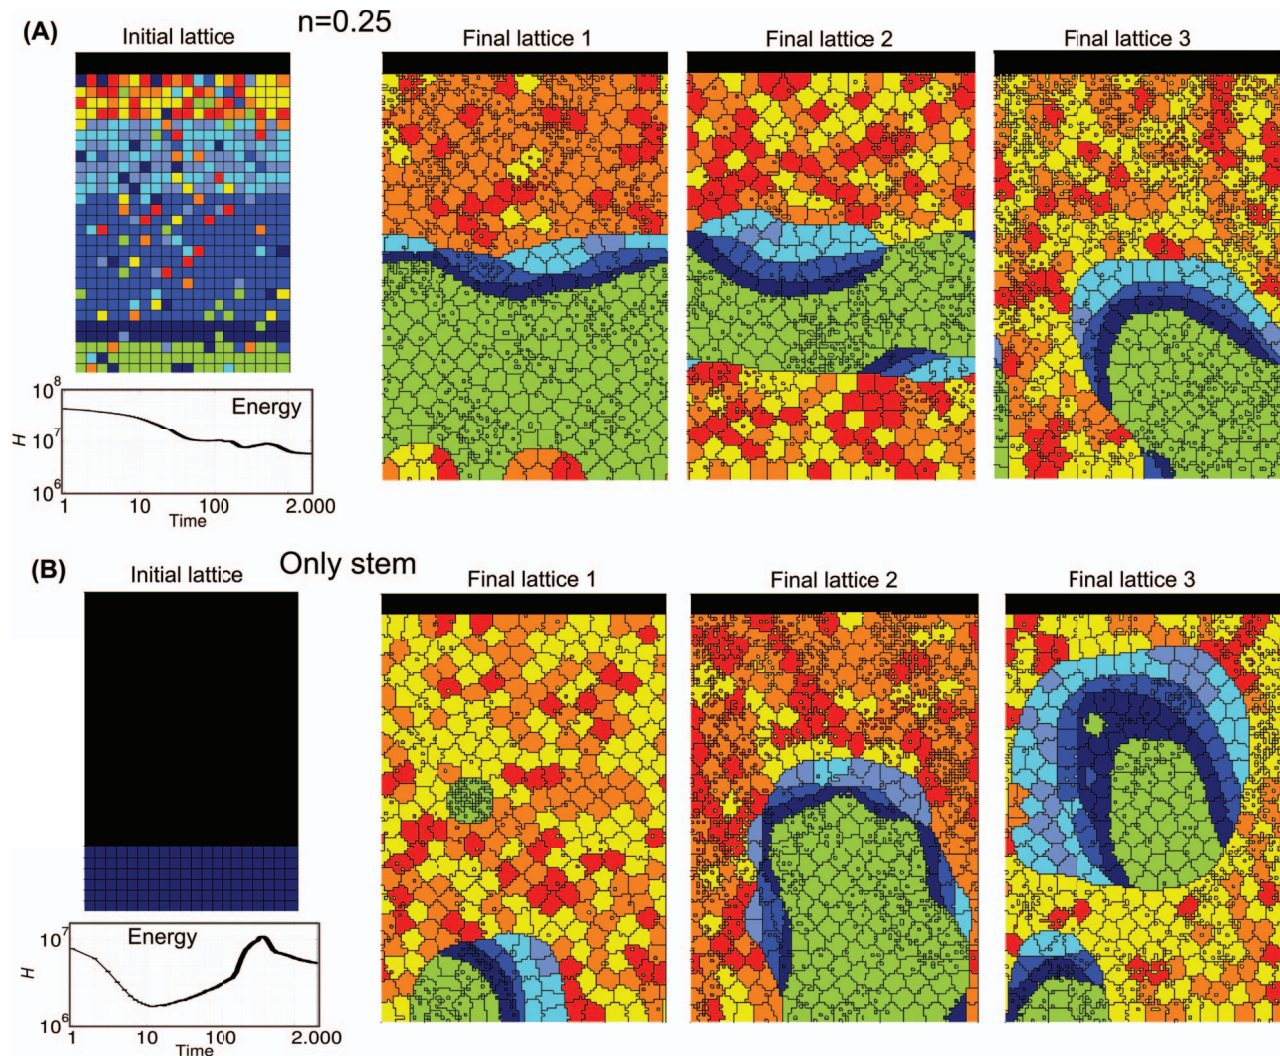 (A)
n=0.25
Initial lattice
Final lattice 1
Final lattice 2
Final lattice 3
10^8
10^7
10^6
H
Energy
1
10
100
2.000
Time
(B)
Only stem
Initial lattice
Final lattice 1
Final lattice 2
Final lattice 3
10^7
10^6
H
Energy
1
10
100
2.000
Time